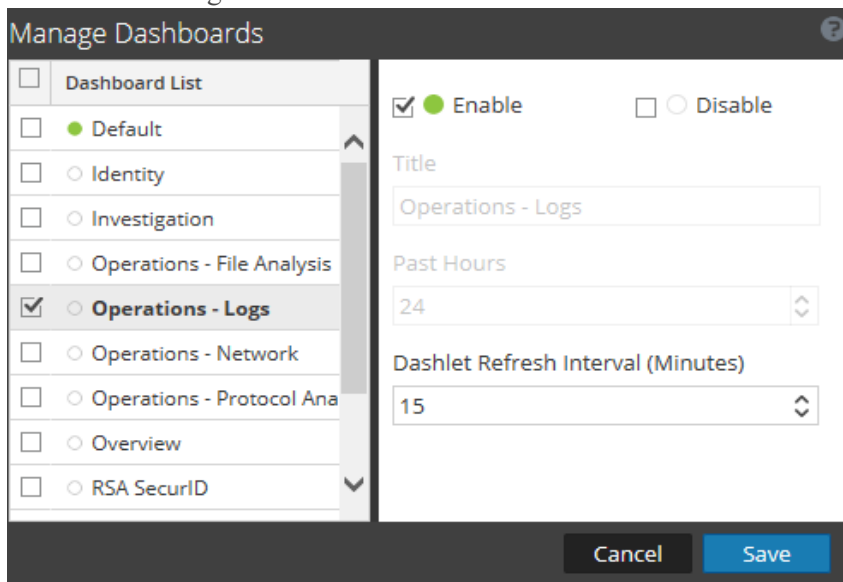 Manage Dashboards
?
Dashboard List
Default
Identity
Investigation
Operations - File Analysis
Operations - Logs
Operations - Network
Operations - Protocol Ana
Overview
RSA SecurID
Enable
Disable
Title
Operations - Logs
Past Hours
24
Dashlet Refresh Interval (Minutes)
15
Cancel
Save